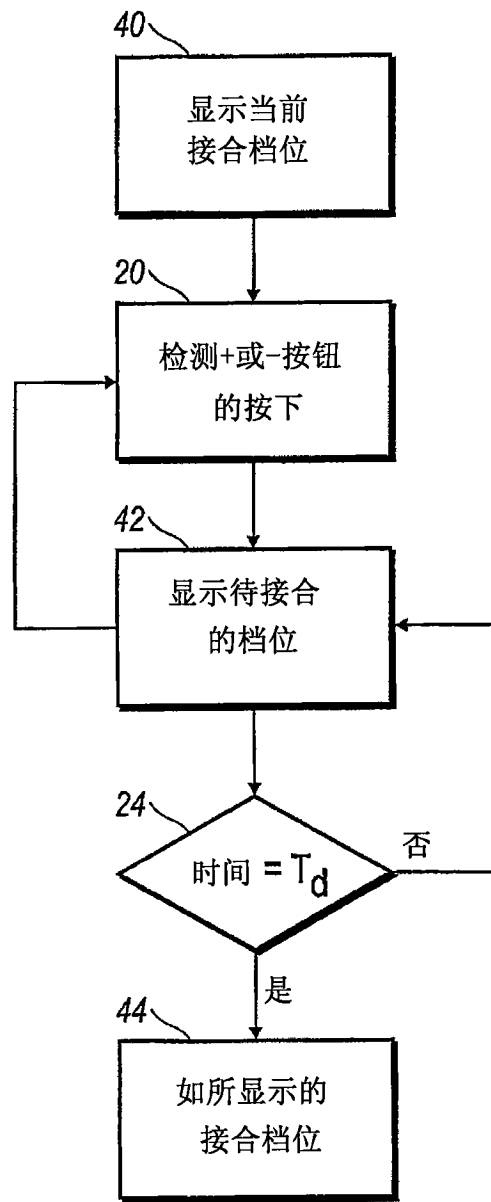 40
显示当前
接合档位
20
检测+或-按钮
的按下
42
显示待接合
的档位
24
时间 = Td
否
是
44
如所显示的
接合档位